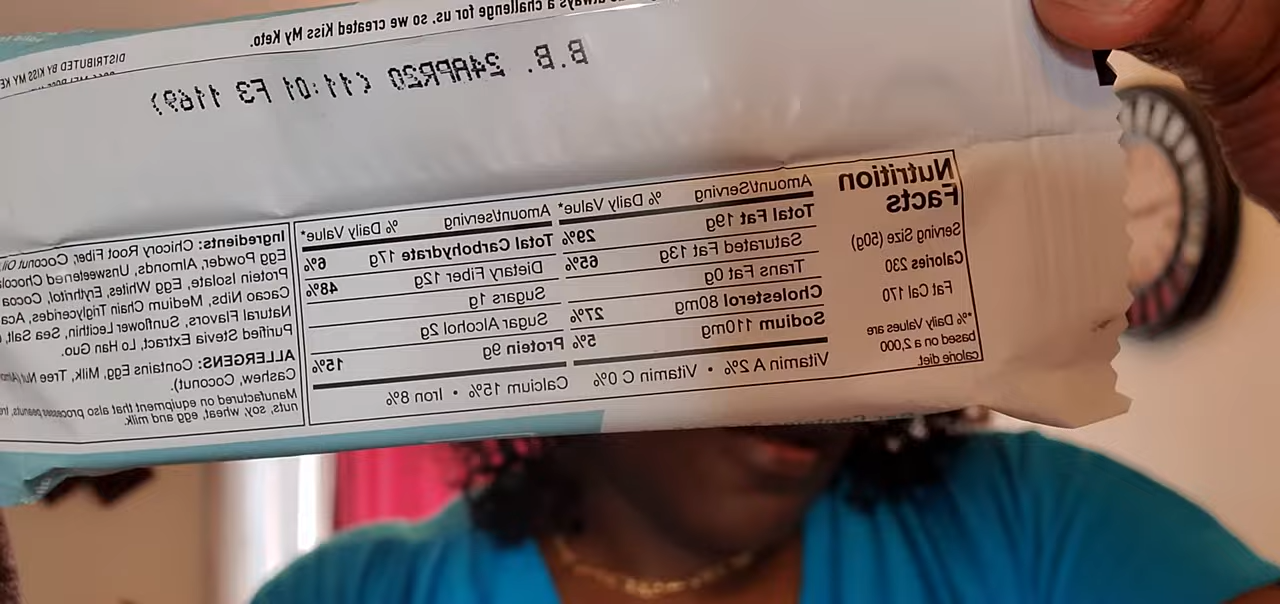 always a challenge for us, so we created Kiss My Keto.
DISTRIBUTED BY KISS MY
B.B. 24APR20 (11:01 F3 1169)
Nutrition
Facts
Serving Size (50g)
Calories 230
Fat Cal 170
*% Daily Values are
based on a 2,000
calorie diet.
Amount/Serving % Daily Value*
Total Fat 19g 29%
Saturated Fat 13g 65%
Trans Fat 0g
Cholesterol 80mg 27%
Sodium 110mg 5%
Vitamin A 2% • Vitamin C 0%
Amount/serving % Daily Value*
Total Carbohydrate 17g 6%
Dietary Fiber 12g 48%
Sugars 1g
Sugar Alcohol 2g
Protein 9g 15%
Calcium 15% • Iron 8%
Ingredients: Chicory Root Fiber, Coconut Oil
Egg Powder, Almonds, Unsweetened
Protein Isolate, Egg Whites, Erythritol, Cocoa
Cacao Nibs, Medium Chain Triglycerides,
Natural Flavors, Sunflower Lecithin, Sea Salt,
Purified Stevia Extract, Lo Han Guo.
ALLERGENS: Contains Egg, Milk, Tree
Cashew, Coconut).
Manufactured on equipment that also processes peanuts,
nuts, soy, wheat, egg and milk.